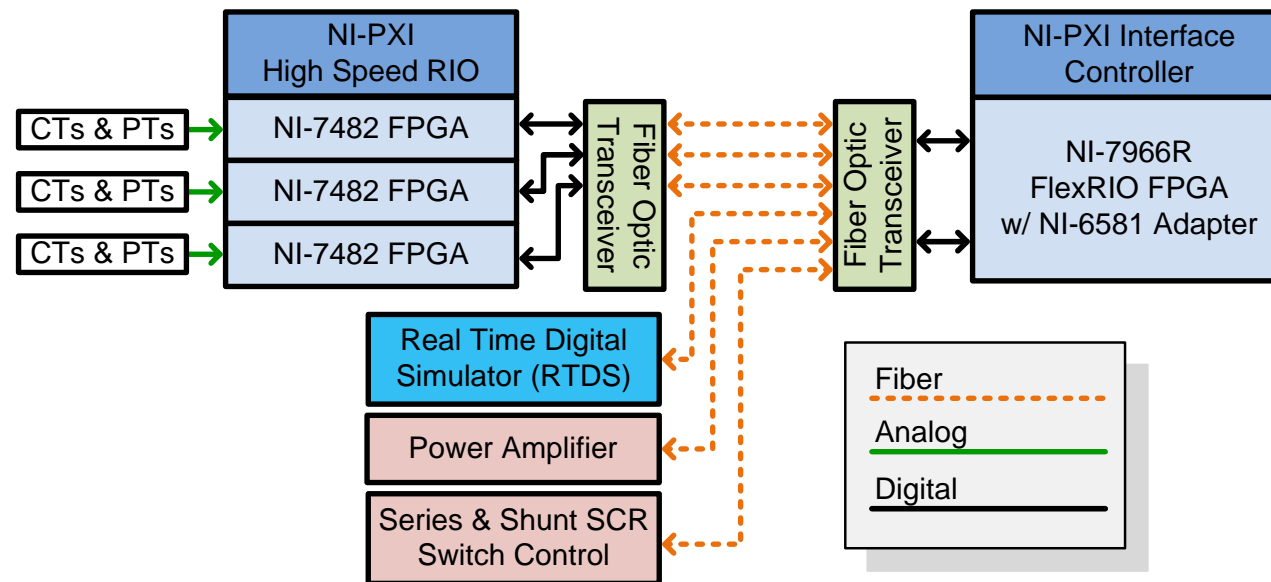 NI-PXI
High Speed RIO
CTs & PTs
NI-7482 FPGA
CTs & PTs
NI-7482 FPGA
CTs & PTs
NI-7482 FPGA
Fiber Optic
Transceiver
Fiber Optic
Transceiver
NI-PXI Interface
Controller
NI-7966R
FlexRIO FPGA
w/ NI-6581 Adapter
Real Time Digital
Simulator (RTDS)
Power Amplifier
Series & Shunt SCR
Switch Control
Fiber
Analog
Digital